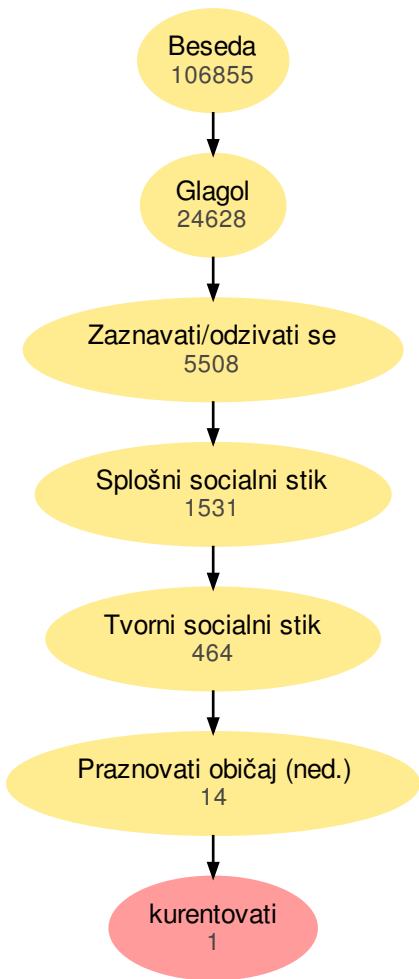 Beseda
106855
Glagol
24628
Zaznavati/odzivati se
5508
Splošni socialni stik
1531
Tvorni socialni stik
464
Praznovati običaj (ned.)
14
kurentovati
1